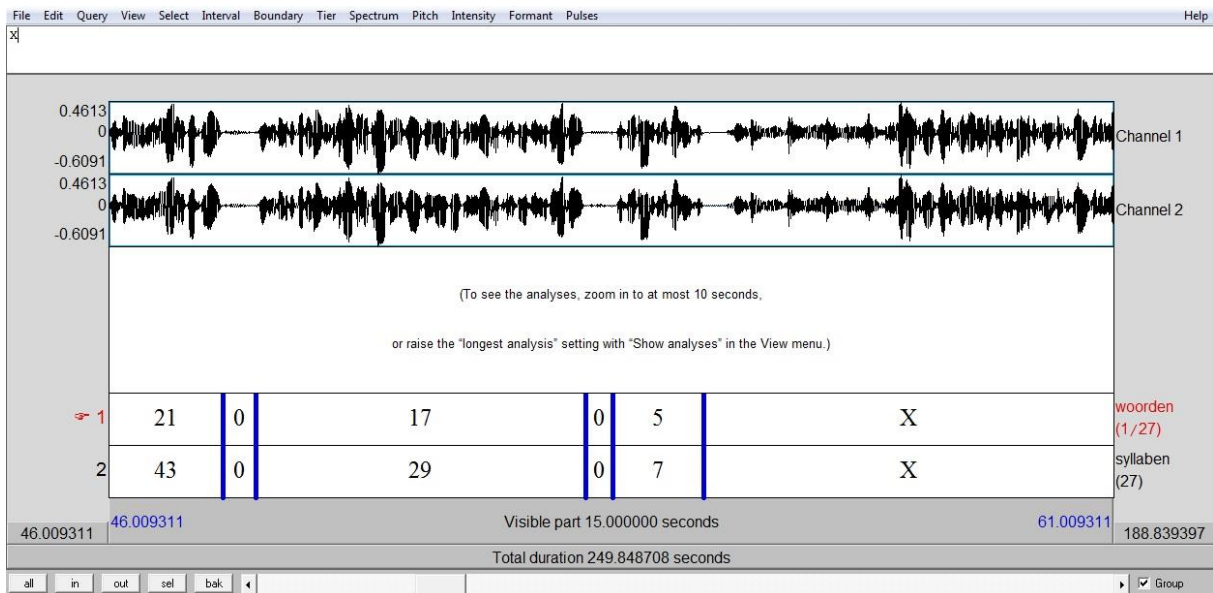 File Edit Query View Select Interval Boundary Tier Spectrum Pitch Intensity Formant Pulses Help
X
0.4613
0
-0.6091
Channel 1
0.4613
0
-0.6091
Channel 2
(To see the analyses, zoom in to at most 10 seconds,
or raise the “longest analysis” setting with “Show analyses” in the View menu.)
☞ 1 21 0 17 0 5 X woorden
(1/27)
2 43 0 29 0 7 X syllaben
(27)
46.009311 46.009311 Visible part 15.000000 seconds 61.009311 188.839397
Total duration 249.848708 seconds
all in out sel bak Group